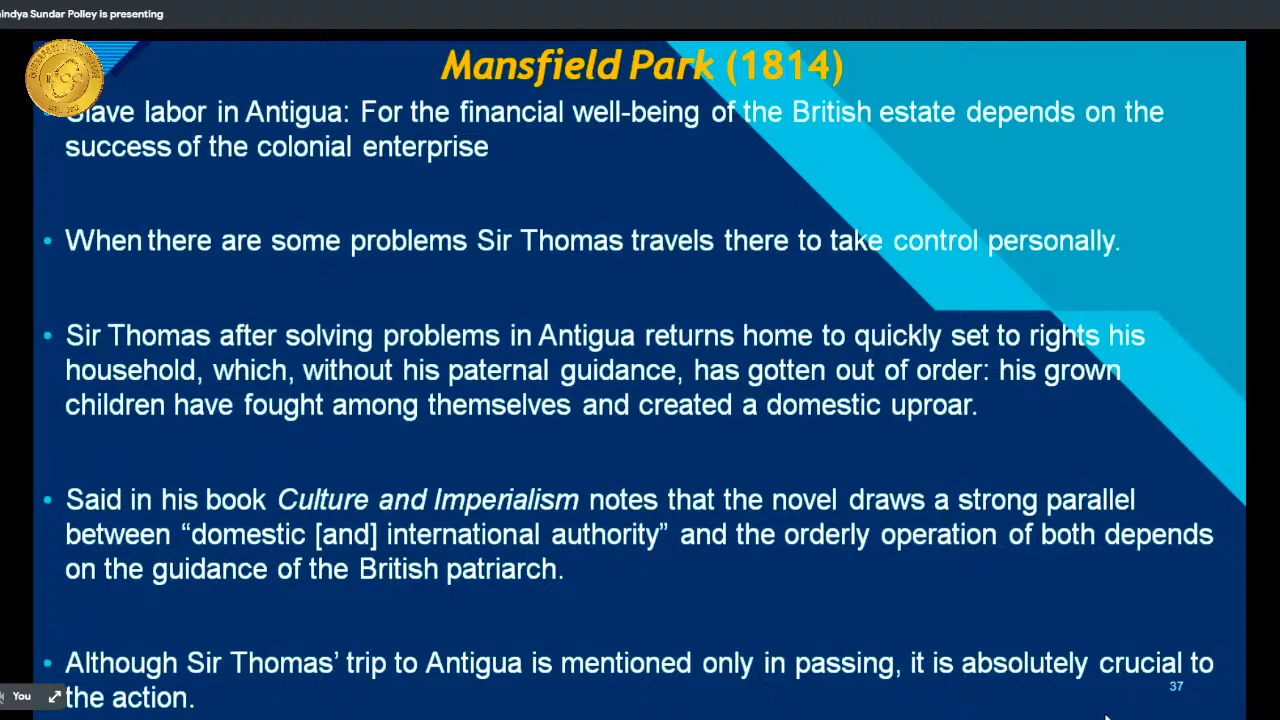 indya Sundar Polley is presenting
Mansfield Park (1814)
Slave labor in Antigua: For the financial well-being of the British estate depends on the
success of the colonial enterprise
• When there are some problems Sir Thomas travels there to take control personally.
• Sir Thomas after solving problems in Antigua returns home to quickly set to rights his
household, which, without his paternal guidance, has gotten out of order: his grown
children have fought among themselves and created a domestic uproar.
• Said in his book Culture and Imperialism notes that the novel draws a strong parallel
between “domestic [and] international authority” and the orderly operation of both depends
on the guidance of the British patriarch.
• Although Sir Thomas’ trip to Antigua is mentioned only in passing, it is absolutely crucial to
the action.
37
You